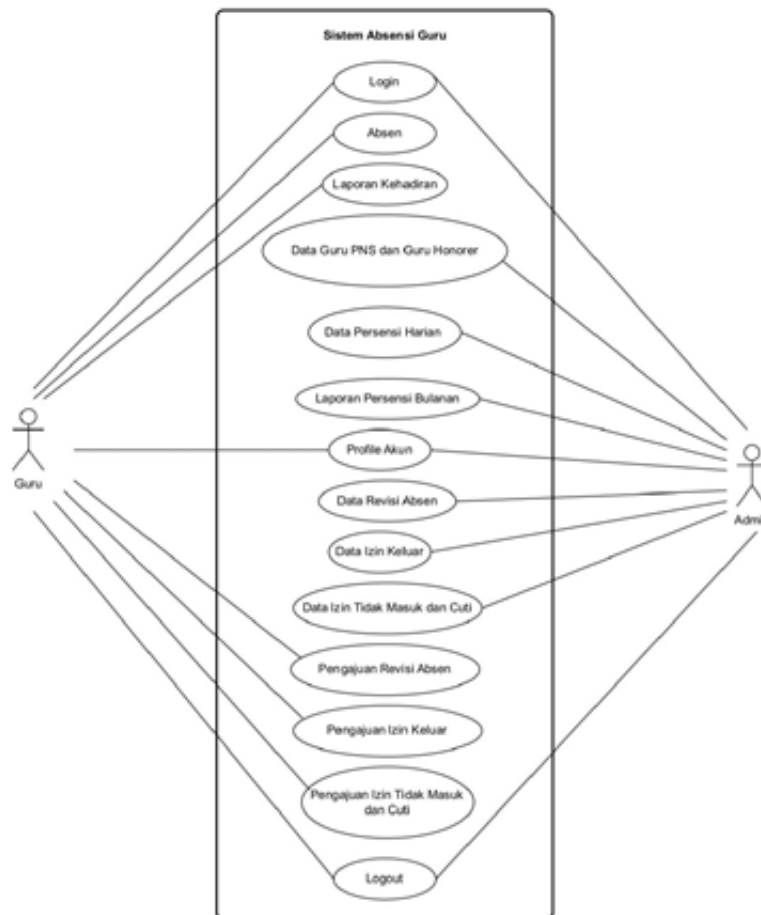 Sistem Absensi Guru
Login
Absen
Laporan Kehadiran
Data Guru PNS dan Guru Honorer
Data Persensi Harian
Laporan Persensi Bulanan
Profile Akun
Guru
Data Revisi Absen
Admi
Data Izin Keluar
Data Izin Tidak Masuk dan Cuti
Pengajuan Revisi Absen
Pengajuan Izin Keluar
Pengajuan Izin Tidak Masuk
dan Cuti
Logout